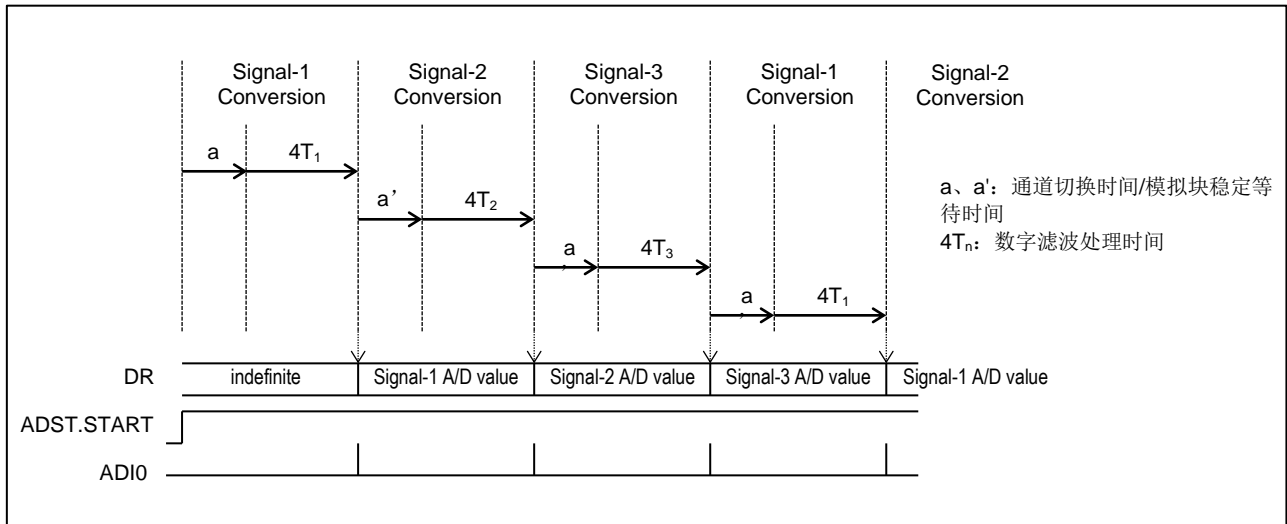 Signal-1
Conversion
Signal-2
Conversion
Signal-3
Conversion
Signal-1
Conversion
Signal-2
Conversion
a
4T₁
a’
4T₂
a
,
4T₃
a
,
4T₁
a、a'：通道切换时间/模拟块稳定等
待时间
4Tₙ：数字滤波处理时间
DR
indefinite
Signal-1 A/D value
Signal-2 A/D value
Signal-3 A/D value
Signal-1 A/D value
ADST.START
ADI0